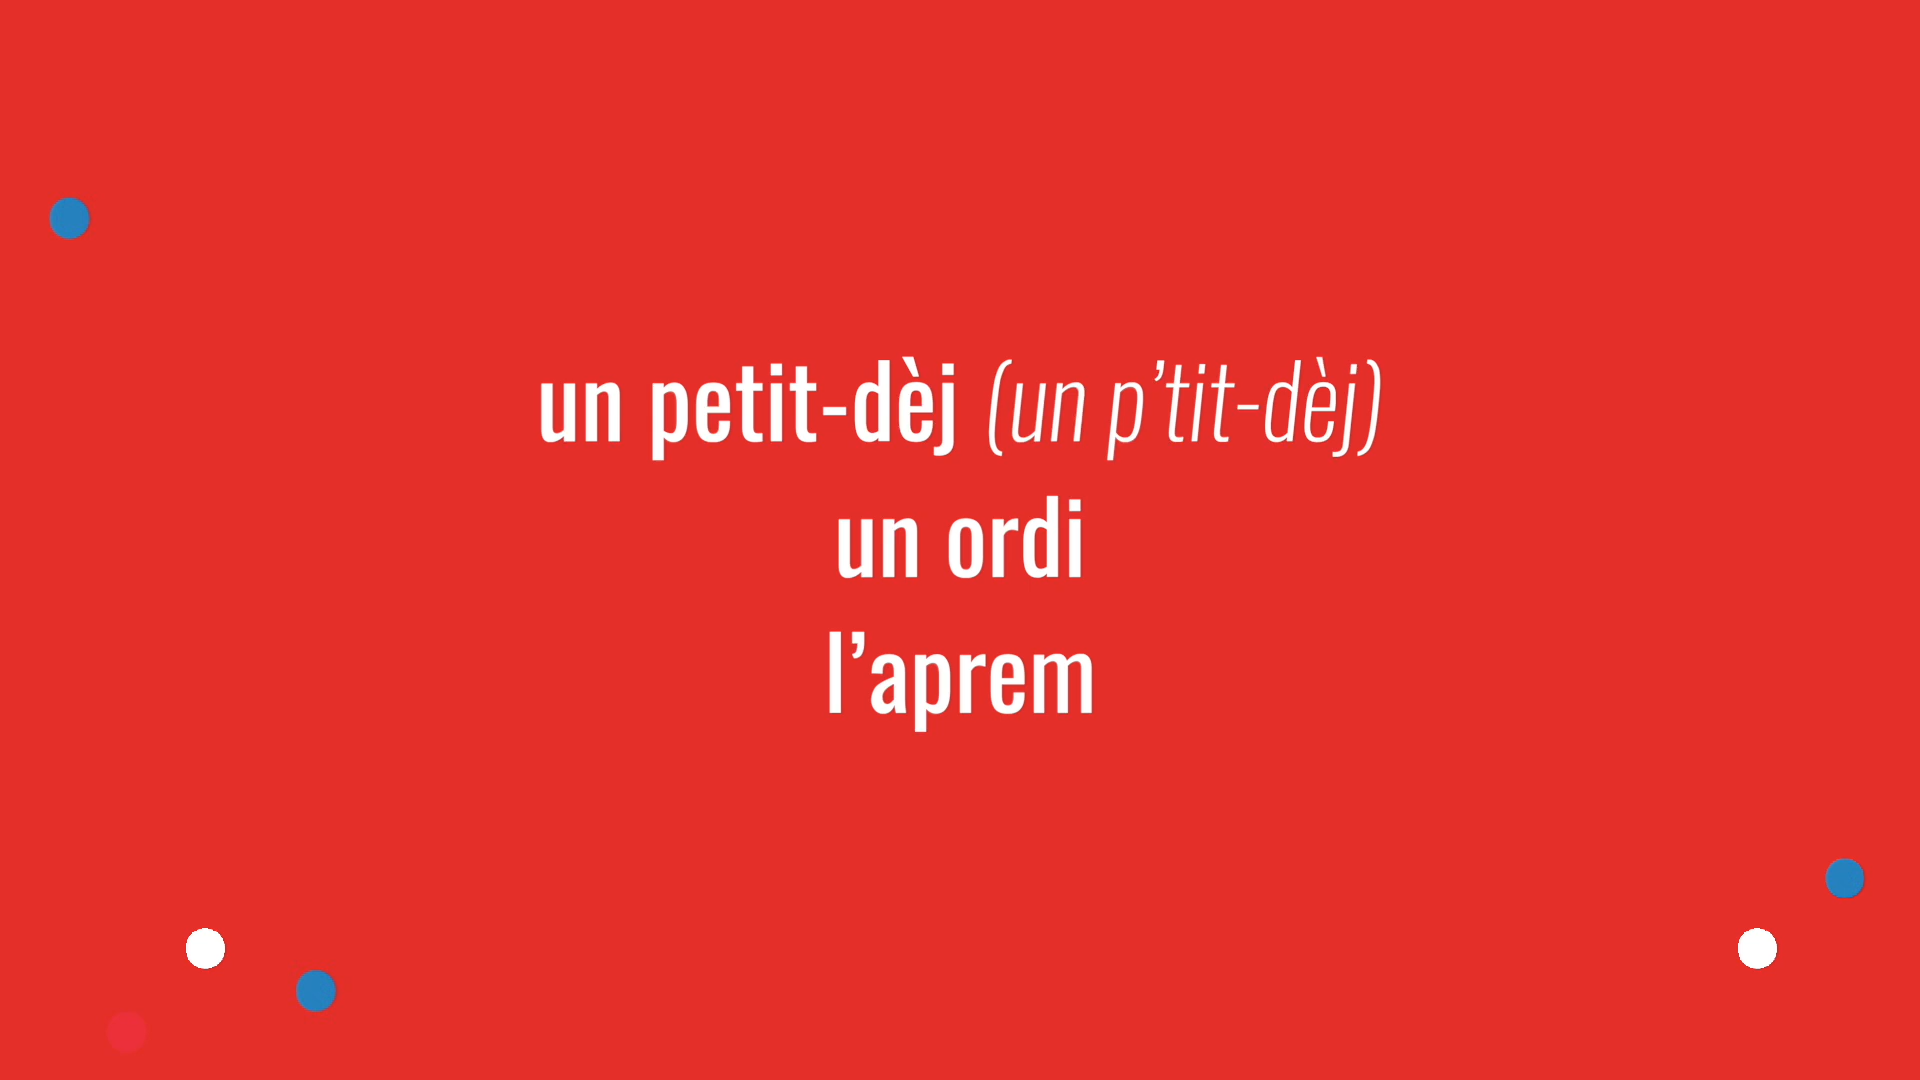 un petit-dèj (un p’tit-dèj)
un ordi
l’aprem